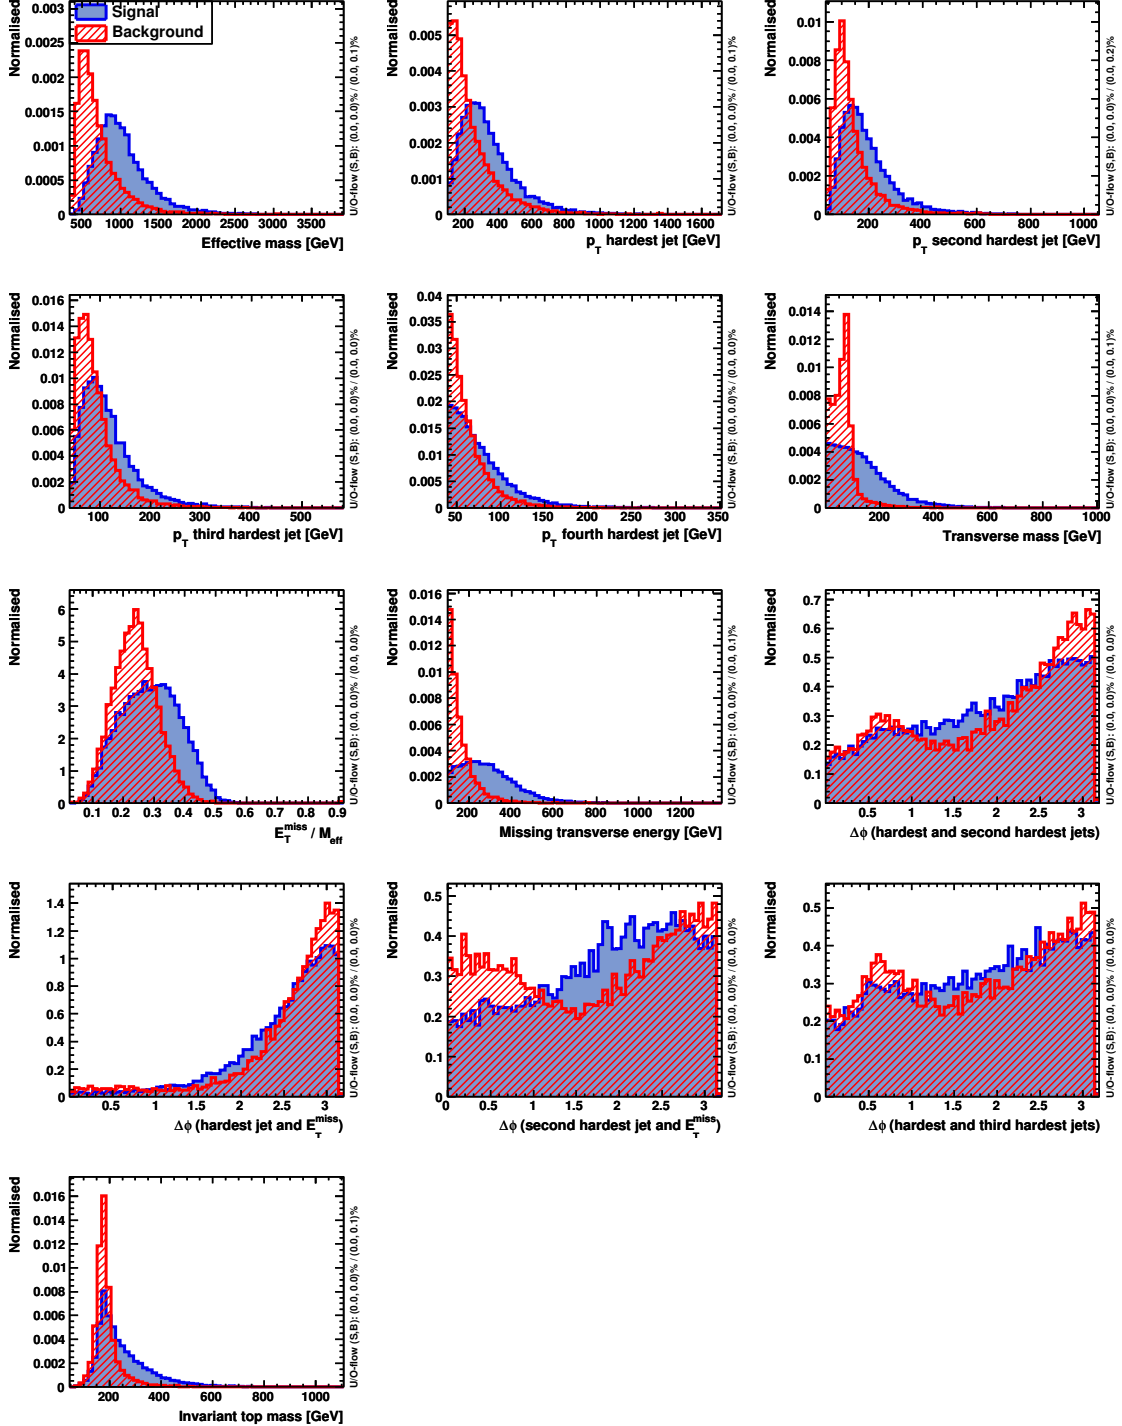 Normalised
0.003
0.0025
0.002
0.0015
0.001
0.0005
0
Signal
Background
500 1000 1500 2000 2500 3000 3500
Effective mass [GeV]
U/O-flow (S,B): (0.0, 0.0)% / (0.0, 0.1)%
Normalised
0.005
0.004
0.003
0.002
0.001
0
200 400 600 800 1000 1200 1400 1600
p_T hardest jet [GeV]
U/O-flow (S,B): (0.0, 0.0)% / (0.0, 0.1)%
Normalised
0.01
0.008
0.006
0.004
0.002
0
200 400 600 800 1000
p_T second hardest jet [GeV]
U/O-flow (S,B): (0.0, 0.0)% / (0.0, 0.2)%
Normalised
0.016
0.014
0.012
0.01
0.008
0.006
0.004
0.002
0
100 200 300 400 500
p_T third hardest jet [GeV]
U/O-flow (S,B): (0.0, 0.0)% / (0.0, 0.0)%
Normalised
0.04
0.035
0.03
0.025
0.02
0.015
0.01
0.005
0
50 100 150 200 250 300 350
p_T fourth hardest jet [GeV]
U/O-flow (S,B): (0.0, 0.0)% / (0.0, 0.0)%
Normalised
0.014
0.012
0.01
0.008
0.006
0.004
0.002
0
200 400 600 800 1000
Transverse mass [GeV]
U/O-flow (S,B): (0.0, 0.0)% / (0.0, 0.1)%
Normalised
6
5
4
3
2
1
0
0.1 0.2 0.3 0.4 0.5 0.6 0.7 0.8 0.9
E_T^miss / M_eff
U/O-flow (S,B): (0.0, 0.0)% / (0.0, 0.0)%
Normalised
0.016
0.014
0.012
0.01
0.008
0.006
0.004
0.002
0
200 400 600 800 1000 1200
Missing transverse energy [GeV]
U/O-flow (S,B): (0.0, 0.0)% / (0.0, 0.1)%
Normalised
0.7
0.6
0.5
0.4
0.3
0.2
0.1
0
0.5 1 1.5 2 2.5 3
Δϕ (hardest and second hardest jets)
U/O-flow (S,B): (0.0, 0.0)% / (0.0, 0.0)%
Normalised
1.4
1.2
1
0.8
0.6
0.4
0.2
0
0.5 1 1.5 2 2.5 3
Δϕ (hardest jet and E_T^miss)
U/O-flow (S,B): (0.0, 0.0)% / (0.0, 0.0)%
Normalised
0.5
0.4
0.3
0.2
0.1
0
0 0.5 1 1.5 2 2.5 3
Δϕ (second hardest jet and E_T^miss)
U/O-flow (S,B): (0.0, 0.0)% / (0.0, 0.0)%
Normalised
0.5
0.4
0.3
0.2
0.1
0
0.5 1 1.5 2 2.5 3
Δϕ (hardest and third hardest jets)
U/O-flow (S,B): (0.0, 0.0)% / (0.0, 0.0)%
Normalised
0.016
0.014
0.012
0.01
0.008
0.006
0.004
0.002
0
200 400 600 800 1000
Invariant top mass [GeV]
U/O-flow (S,B): (0.0, 0.0)% / (0.0, 0.1)%